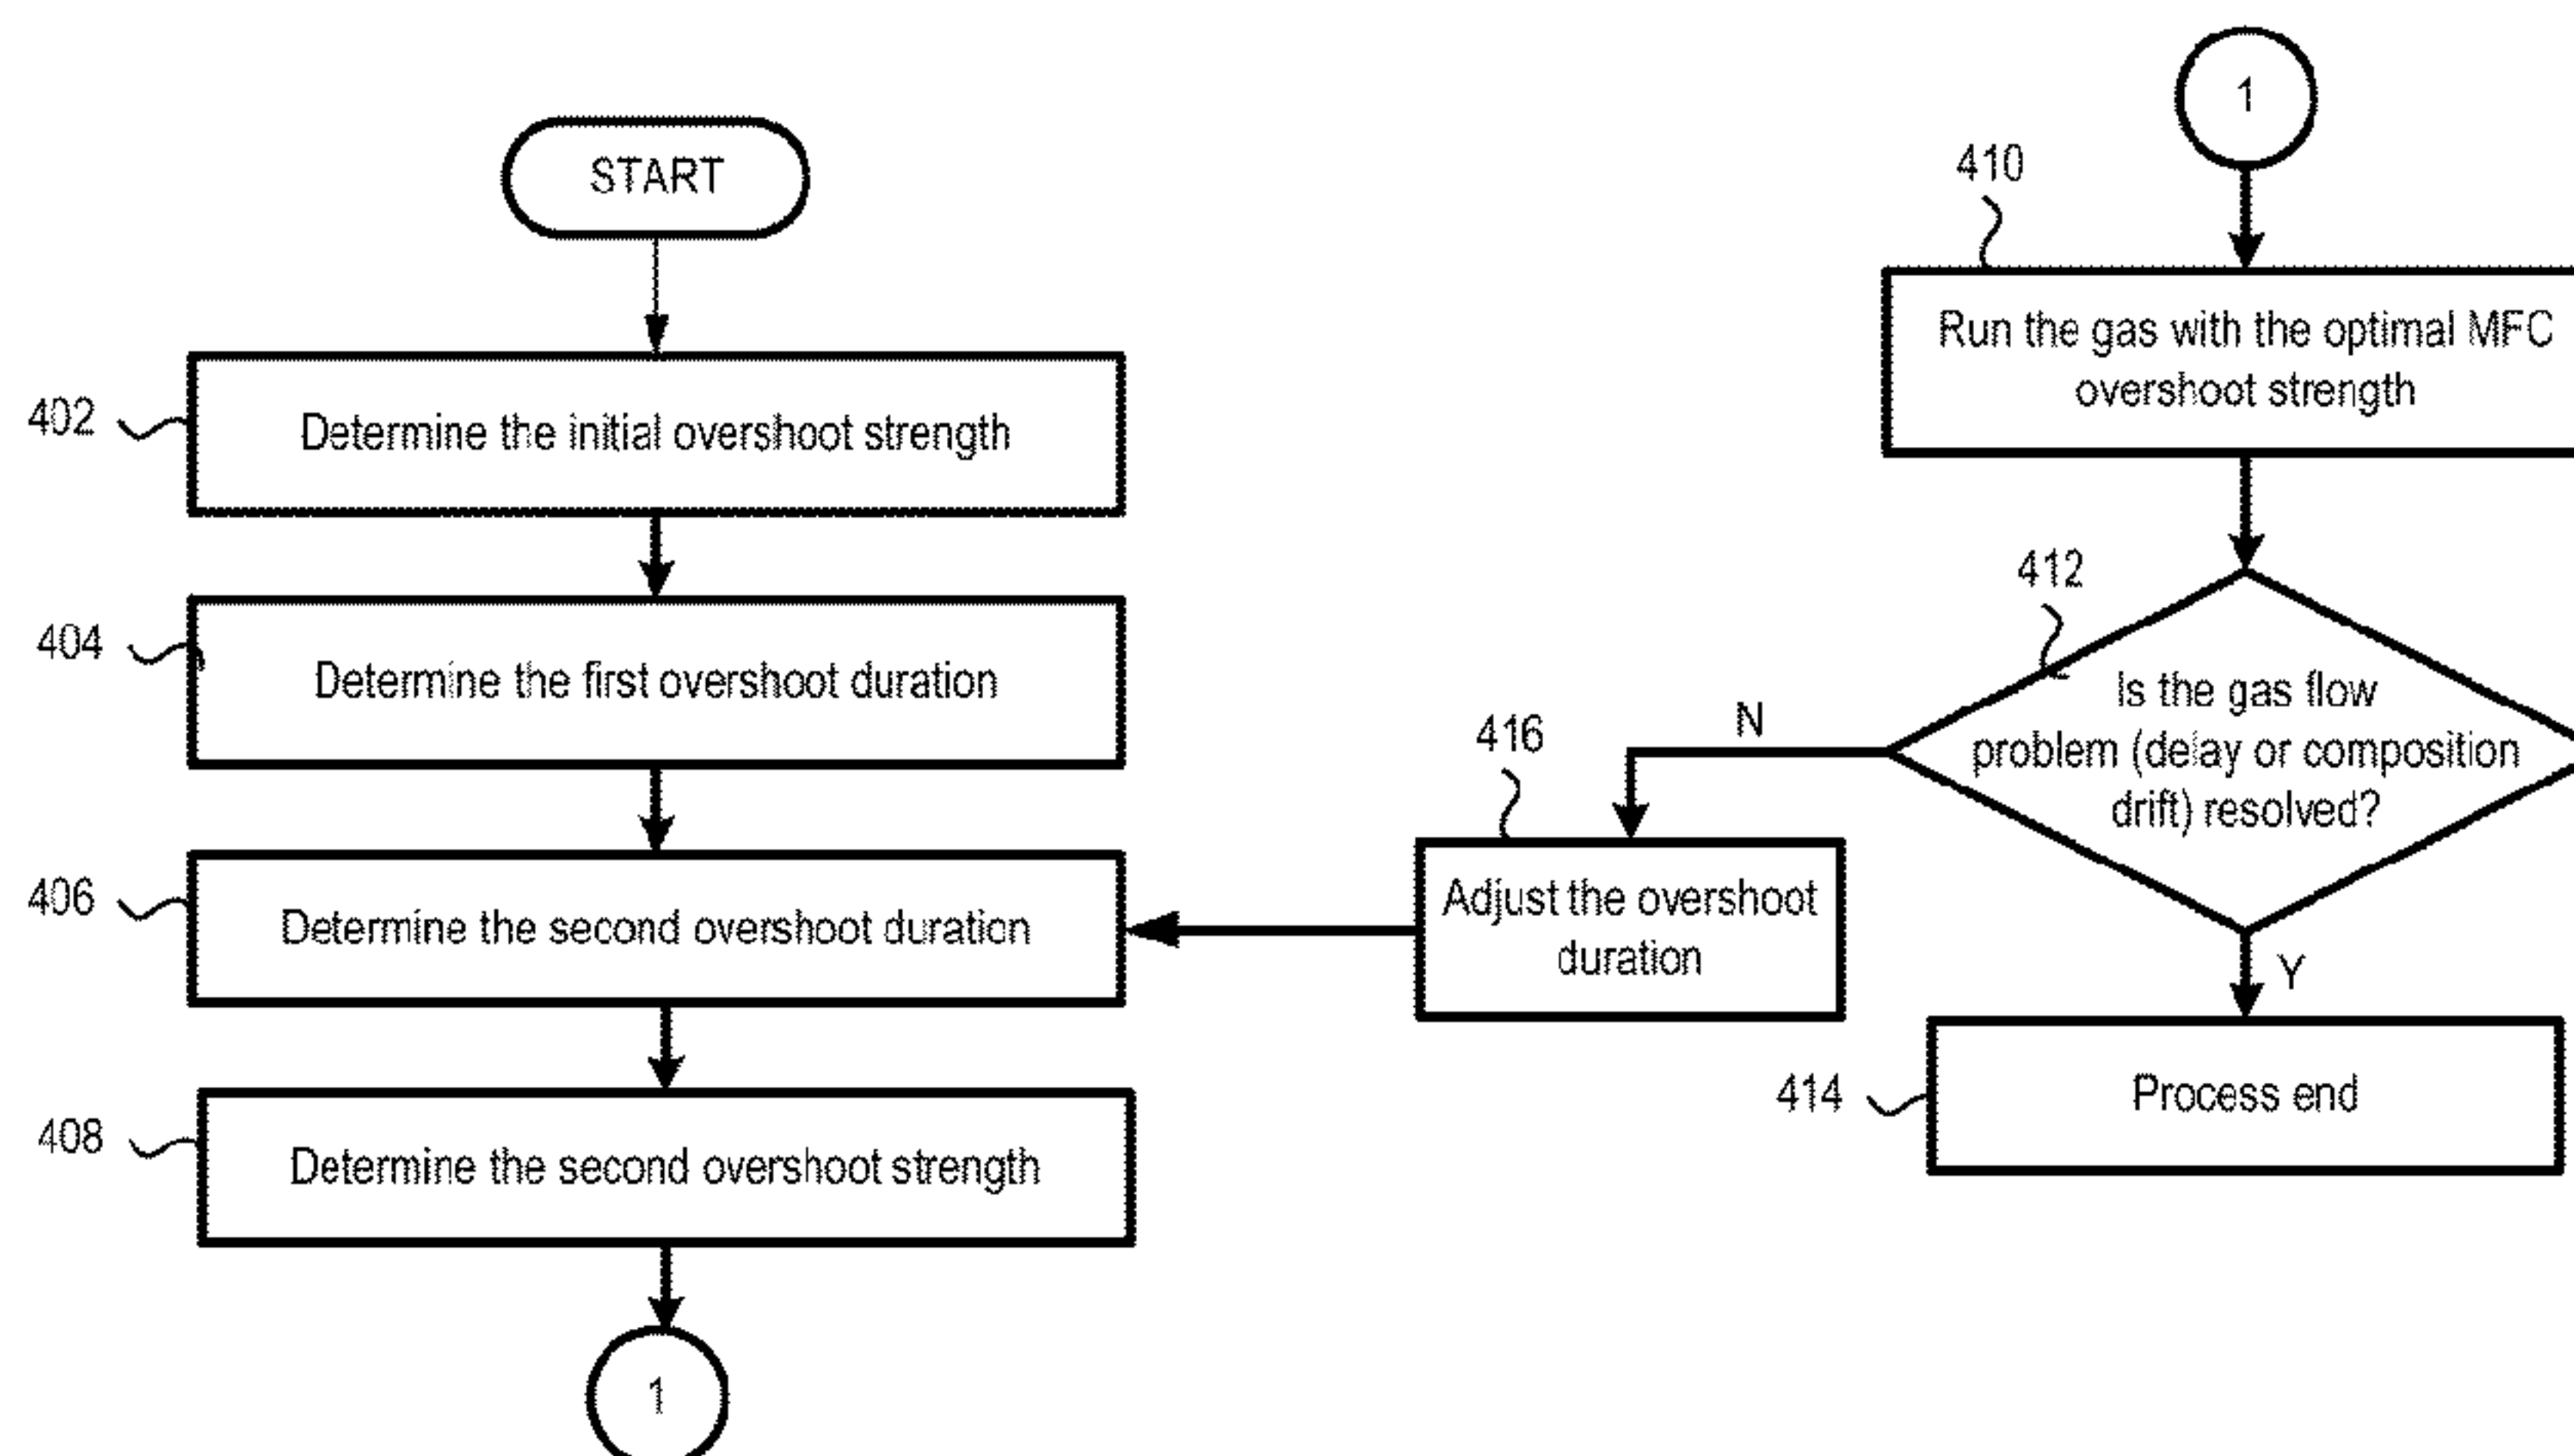 START
402
Determine the initial overshoot strength
404
Determine the first overshoot duration
406
Determine the second overshoot duration
408
Determine the second overshoot strength
1
1
410
Run the gas with the optimal MFC
overshoot strength
412
Is the gas flow
problem (delay or composition
drift) resolved?
N
416
Adjust the overshoot
duration
Y
414
Process end